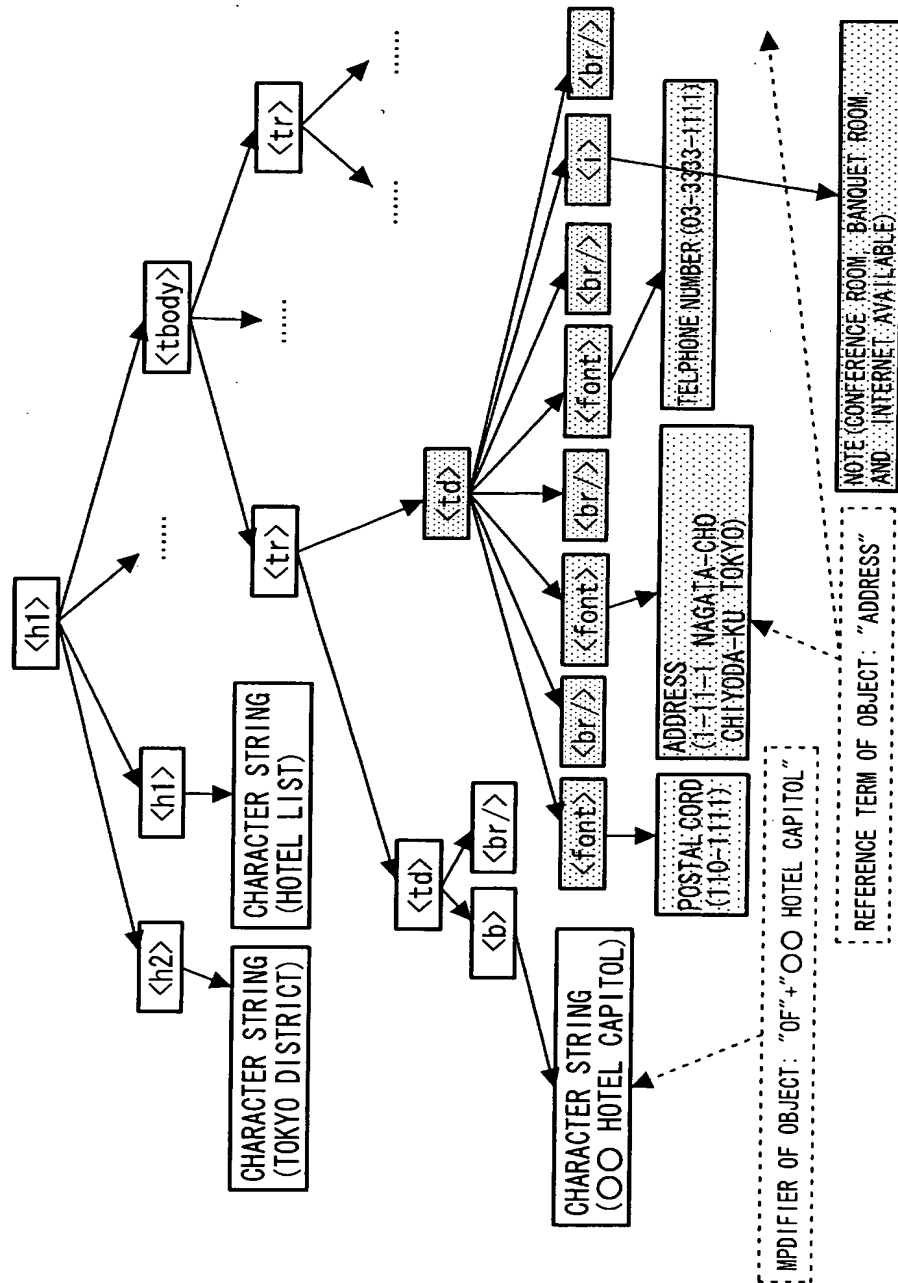 <h1>
<h2>
<h1>
......
<tbody>
CHARACTER STRING
(TOKYO DISTRICT)
CHARACTER STRING
(HOTEL LIST)
<tr>
......
<tr>
......
......
<td>
<td>
<b>
<br/>
<font>
<br/>
<font>
<br/>
<font>
<br/>
<i>
<br/>
CHARACTER STRING
(○○ HOTEL CAPITOL)
POSTAL CORD
(110-1111)
ADDRESS
(1-11-1 NAGATA-CHO
CHIYODA-KU TOKYO)
TELPHONE NUMBER(03-3333-1111)
MPDIFIER OF OBJECT: "OF"+"○○ HOTEL CAPITOL"
REFERENCE TERM OF OBJECT: "ADDRESS"
NOTE(CONFERENCE ROOM, BANQUET ROOM,
AND INTERNET AVAILABLE)